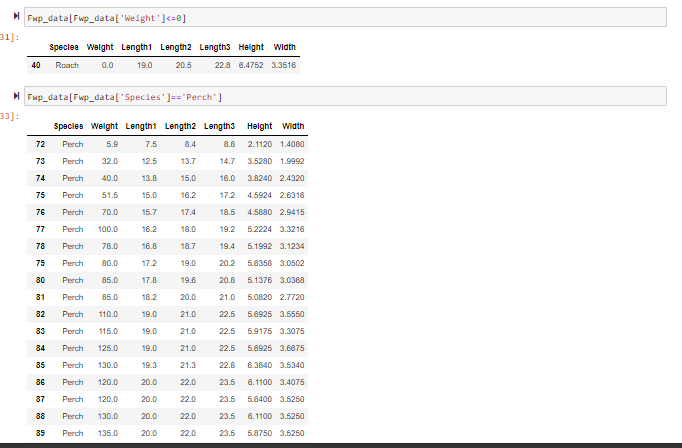 Fwp_data[Fwp_data['Weight']<=0]
31]:
Species Weight Length1 Length2 Length3 Height Width
40 Roach 0.0 19.0 20.5 22.8 6.4752 3.3516
Fwp_data[Fwp_data['Species']=='Perch']
33]:
Species Weight Length1 Length2 Length3 Height Width
72 Perch 5.9 7.5 8.4 8.8 2.1120 1.4080
73 Perch 32.0 12.5 13.7 14.7 3.5280 1.9992
74 Perch 40.0 13.8 15.0 16.0 3.8240 2.4320
75 Perch 51.5 15.0 16.2 17.2 4.5924 2.6316
76 Perch 70.0 15.7 17.4 18.5 4.5880 2.9415
77 Perch 100.0 16.2 18.0 19.2 5.2224 3.3216
78 Perch 78.0 16.8 18.7 19.4 5.1992 3.1234
79 Perch 80.0 17.2 19.0 20.2 5.6358 3.0502
80 Perch 85.0 17.8 19.6 20.8 5.1376 3.0368
81 Perch 85.0 18.2 20.0 21.0 5.0820 2.7720
82 Perch 110.0 19.0 21.0 22.5 5.6925 3.5550
83 Perch 115.0 19.0 21.0 22.5 5.9175 3.3075
84 Perch 125.0 19.0 21.0 22.5 5.6925 3.6675
85 Perch 130.0 19.3 21.3 22.8 6.3840 3.5340
86 Perch 120.0 20.0 22.0 23.5 6.1100 3.4075
87 Perch 120.0 20.0 22.0 23.5 5.6400 3.5250
88 Perch 130.0 20.0 22.0 23.5 6.1100 3.5250
89 Perch 135.0 20.0 22.0 23.5 5.8750 3.5250